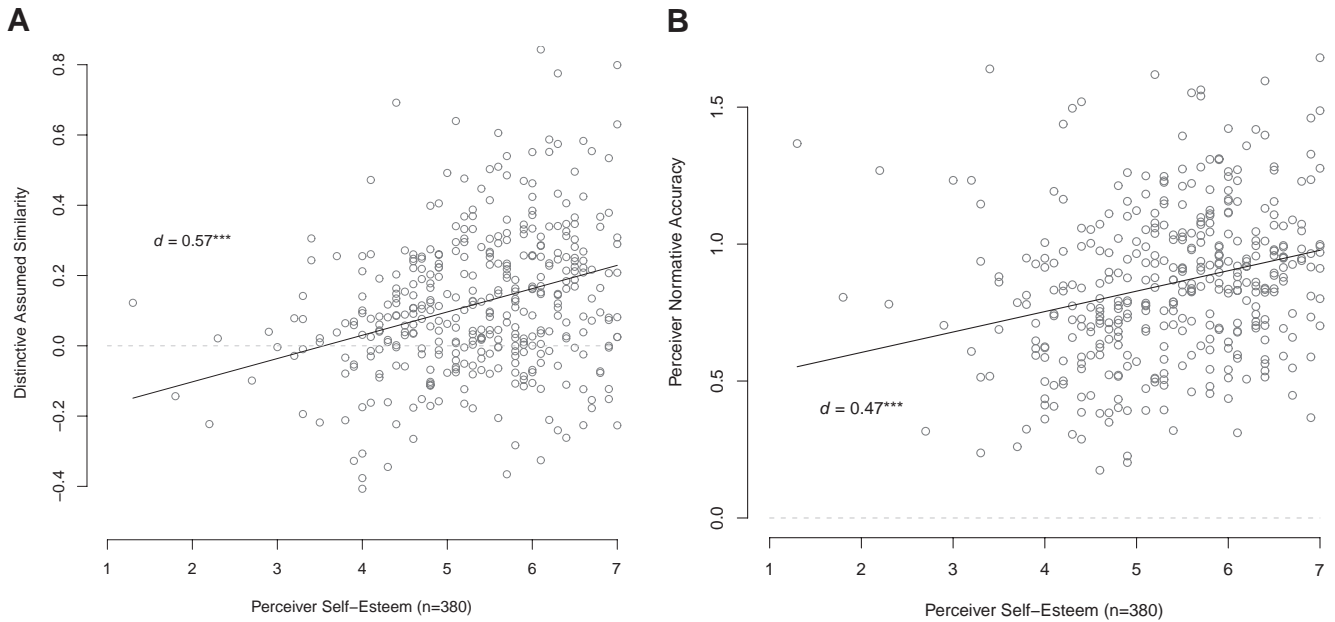 A
0.8
0.6
0.4
0.2
0.0
−0.2
−0.4
Distinctive Assumed Similarity
d = 0.57***
1 2 3 4 5 6 7
Perceiver Self−Esteem (n=380)
B
1.5
1.0
0.5
0.0
Perceiver Normative Accuracy
d = 0.47***
1 2 3 4 5 6 7
Perceiver Self−Esteem (n=380)